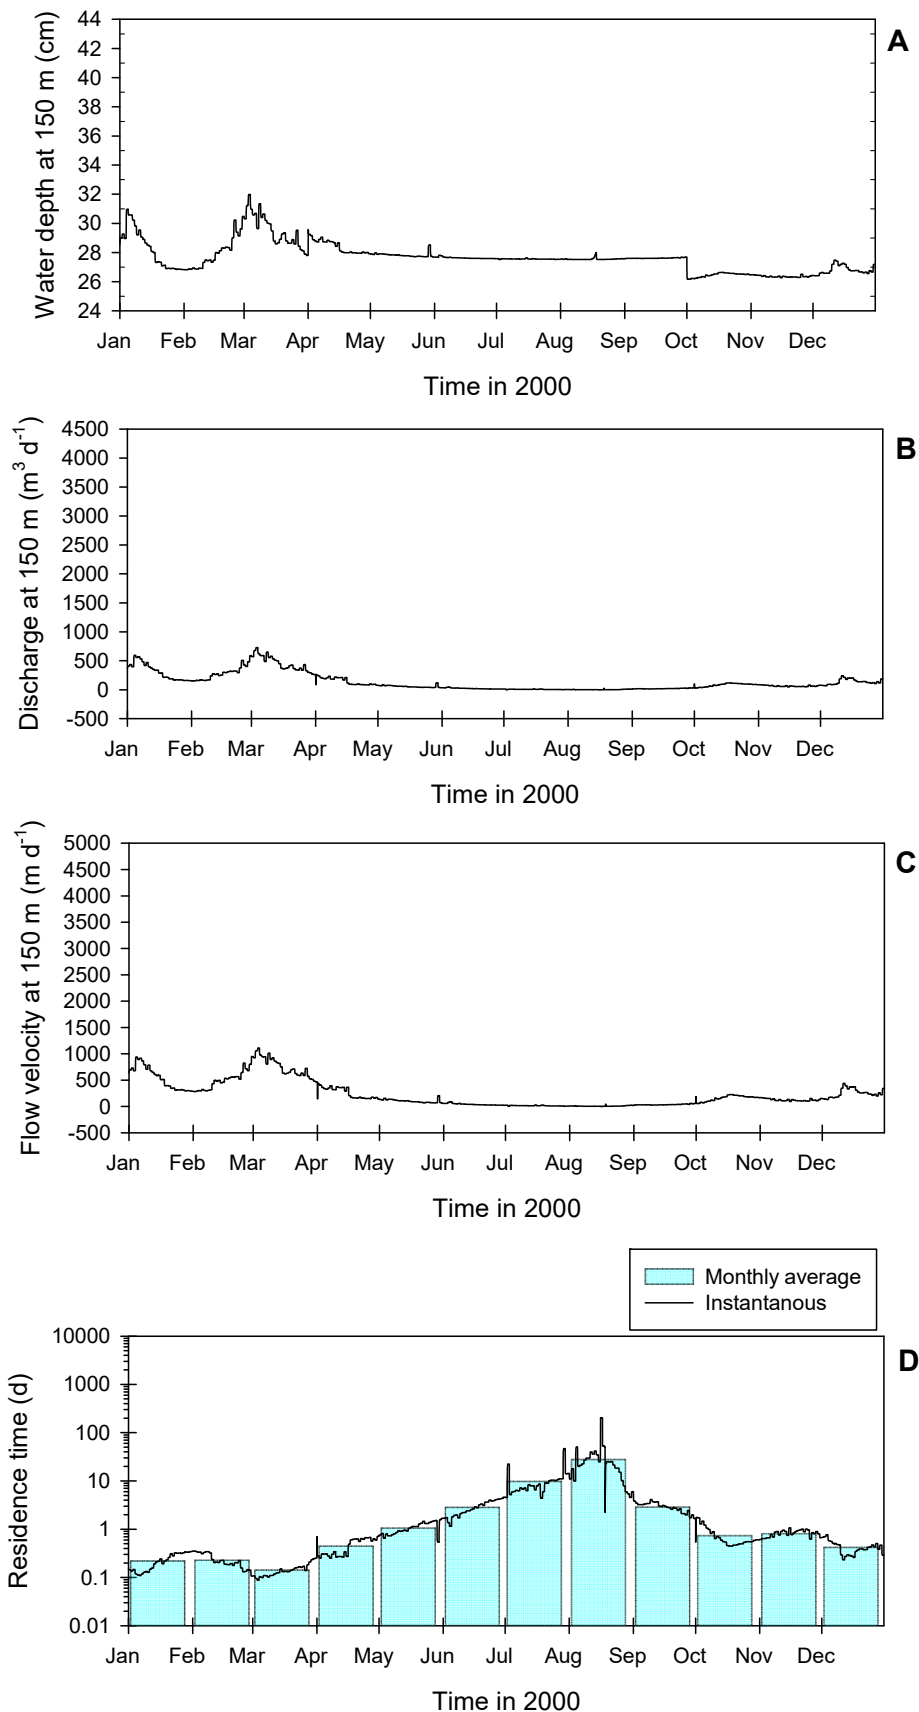 A
Water depth at 150 m (cm)
44
42
40
38
36
34
32
30
28
26
24
Jan Feb Mar Apr May Jun Jul Aug Sep Oct Nov Dec
Time in 2000
B
Discharge at 150 m (m³ d⁻¹)
4500
4000
3500
3000
2500
2000
1500
1000
500
0
-500
Jan Feb Mar Apr May Jun Jul Aug Sep Oct Nov Dec
Time in 2000
C
Flow velocity at 150 m (m d⁻¹)
5000
4500
4000
3500
3000
2500
2000
1500
1000
500
0
-500
Jan Feb Mar Apr May Jun Jul Aug Sep Oct Nov Dec
Time in 2000
Monthly average
Instantanous
D
Residence time (d)
10000
1000
100
10
1
0.1
0.01
Jan Feb Mar Apr May Jun Jul Aug Sep Oct Nov Dec
Time in 2000